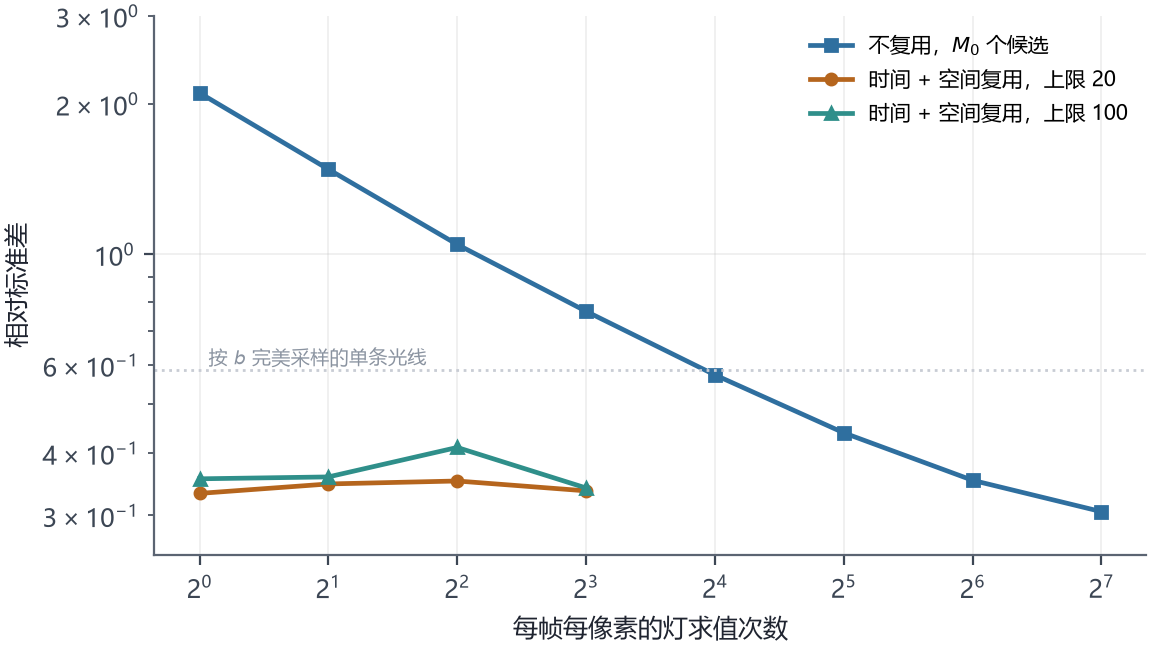 3 × 10⁰
2 × 10⁰
10⁰
6 × 10⁻¹
4 × 10⁻¹
3 × 10⁻¹
相对标准差
不复用，M₀ 个候选
时间 + 空间复用，上限 20
时间 + 空间复用，上限 100
按 b 完美采样的单条光线
2⁰ 2¹ 2² 2³ 2⁴ 2⁵ 2⁶ 2⁷
每帧每像素的灯求值次数